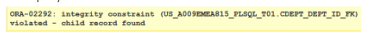 ORA-02292: integrity constraint (US_A009EMEA815_PLSQL_T01.CDEPT_DEPT_ID_FK)
violated - child record found